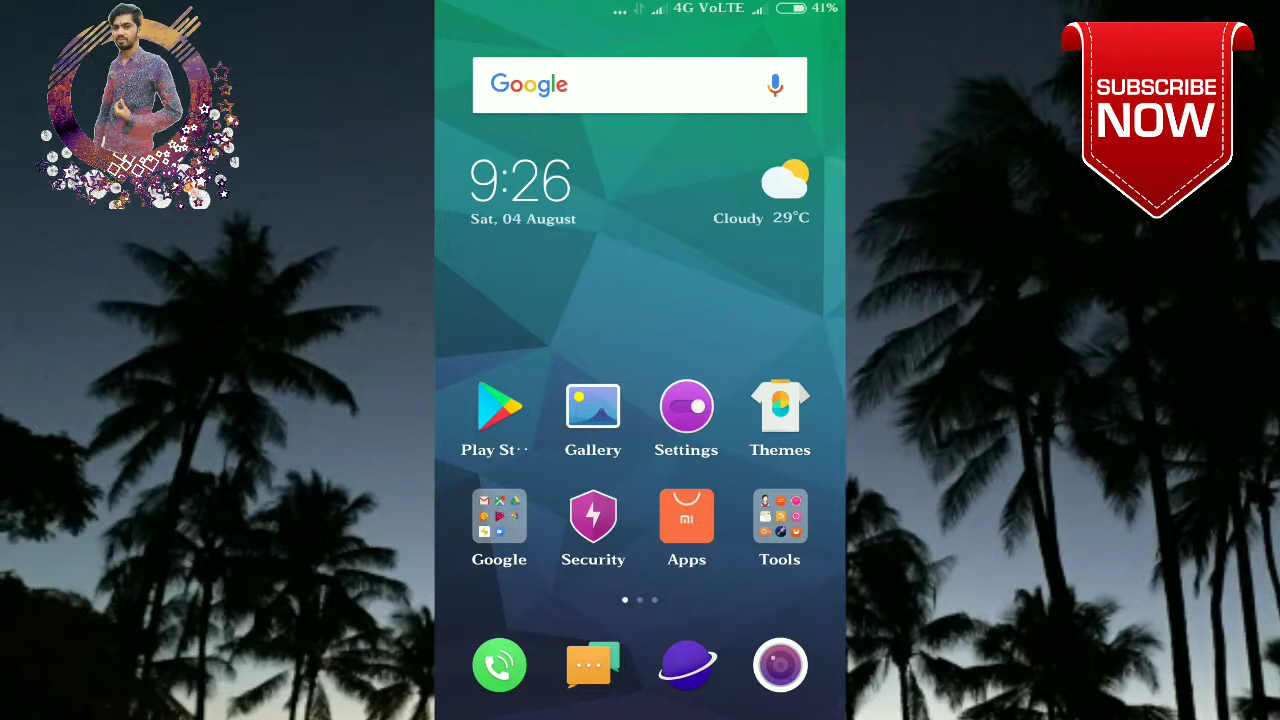 4G VoLTE 41%
Google
SUBSCRIBE
NOW
9:26
Sat, 04 August
Cloudy 29°C
Play St··
Gallery
Settings
Themes
mi
Google
Security
Apps
Tools